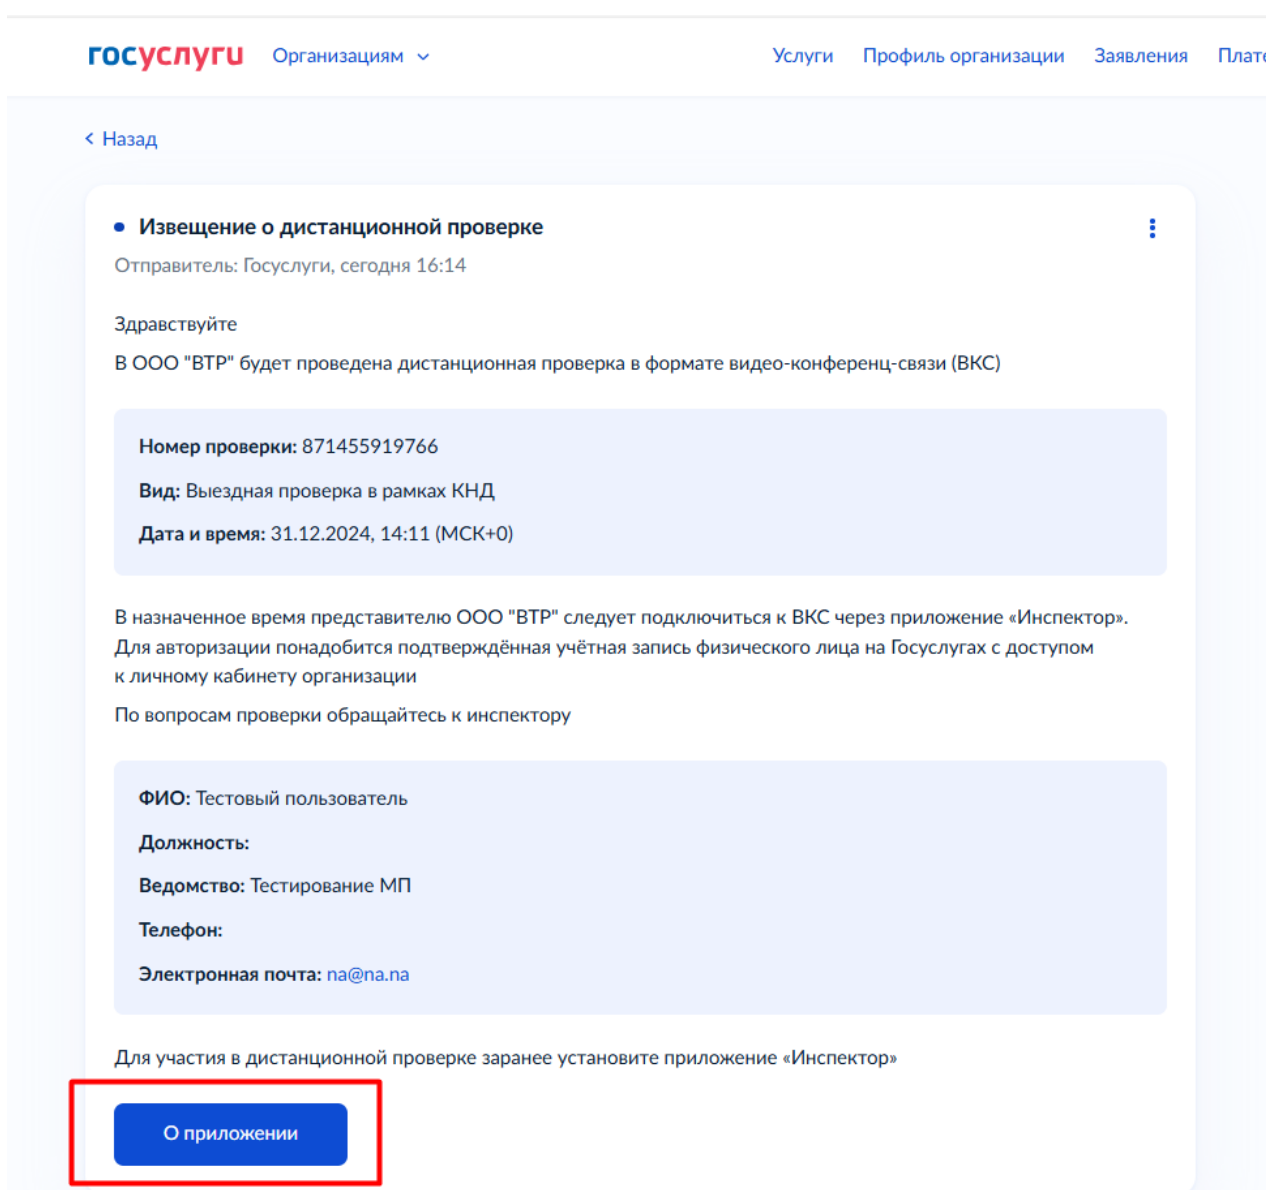 госуслуги Организациям Услуги Профиль организации Заявления Плате
Назад
Извещение о дистанционной проверке
Отправитель: Госуслуги, сегодня 16:14
Здравствуйте
В ООО "ВТР" будет проведена дистанционная проверка в формате видео-конференц-связи (ВКС)
Номер проверки: 871455919766
Вид: Выездная проверка в рамках КНД
Дата и время: 31.12.2024, 14:11 (МСК+0)
В назначенное время представителю ООО "ВТР" следует подключиться к ВКС через приложение «Инспектор».
Для авторизации понадобится подтверждённая учётная запись физического лица на Госуслугах с доступом
к личному кабинету организации
По вопросам проверки обращайтесь к инспектору
ФИО: Тестовый пользователь
Должность:
Ведомство: Тестирование МП
Телефон:
Электронная почта: na@na.na
Для участия в дистанционной проверке заранее установите приложение «Инспектор»
О приложении